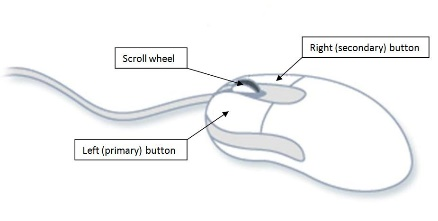 Right (secondary) button
Scroll wheel
Left (primary) button